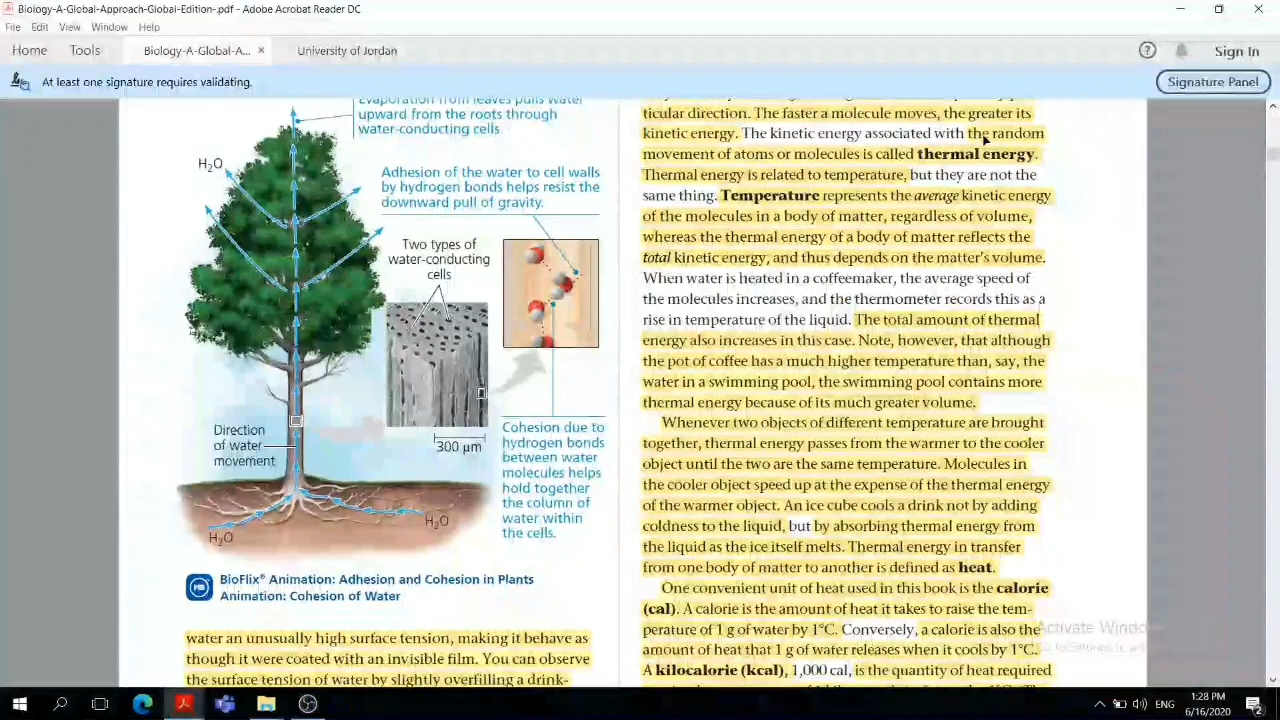 Biology-A-Global-Approach-Global-Edition-.pdf - Adobe Acrobat Reader DC
File Edit View Window Help
Home Tools Biology-A-Global-A... × University of Jordan Sign In
At least one signature requires validating. Signature Panel
Evaporation from leaves pulls water
upward from the roots through
water-conducting cells.
H₂O
Adhesion of the water to cell walls
by hydrogen bonds helps resist the
downward pull of gravity.
Two types of
water-conducting
cells
300 µm
Direction
of water
movement
H₂O
H₂O
Cohesion due to
hydrogen bonds
between water
molecules helps
hold together
the column of
water within
the cells.
BioFlix® Animation: Adhesion and Cohesion in Plants
Animation: Cohesion of Water
water an unusually high surface tension, making it behave as
though it were coated with an invisible film. You can observe
the surface tension of water by slightly overfilling a drink-
ticular direction. The faster a molecule moves, the greater its
kinetic energy. The kinetic energy associated with the random
movement of atoms or molecules is called thermal energy.
Thermal energy is related to temperature, but they are not the
same thing. Temperature represents the average kinetic energy
of the molecules in a body of matter, regardless of volume,
whereas the thermal energy of a body of matter reflects the
total kinetic energy, and thus depends on the matter's volume.
When water is heated in a coffeemaker, the average speed of
the molecules increases, and the thermometer records this as a
rise in temperature of the liquid. The total amount of thermal
energy also increases in this case. Note, however, that although
the pot of coffee has a much higher temperature than, say, the
water in a swimming pool, the swimming pool contains more
thermal energy because of its much greater volume.
Whenever two objects of different temperature are brought
together, thermal energy passes from the warmer to the cooler
object until the two are the same temperature. Molecules in
the cooler object speed up at the expense of the thermal energy
of the warmer object. An ice cube cools a drink not by adding
coldness to the liquid, but by absorbing thermal energy from
the liquid as the ice itself melts. Thermal energy in transfer
from one body of matter to another is defined as heat.
One convenient unit of heat used in this book is the calorie
(cal). A calorie is the amount of heat it takes to raise the tem-
perature of 1 g of water by 1°C. Conversely, a calorie is also the
amount of heat that 1 g of water releases when it cools by 1°C.
A kilocalorie (kcal), 1,000 cal, is the quantity of heat required
Activate Windo
ENG
1:28 PM
6/16/2020
2